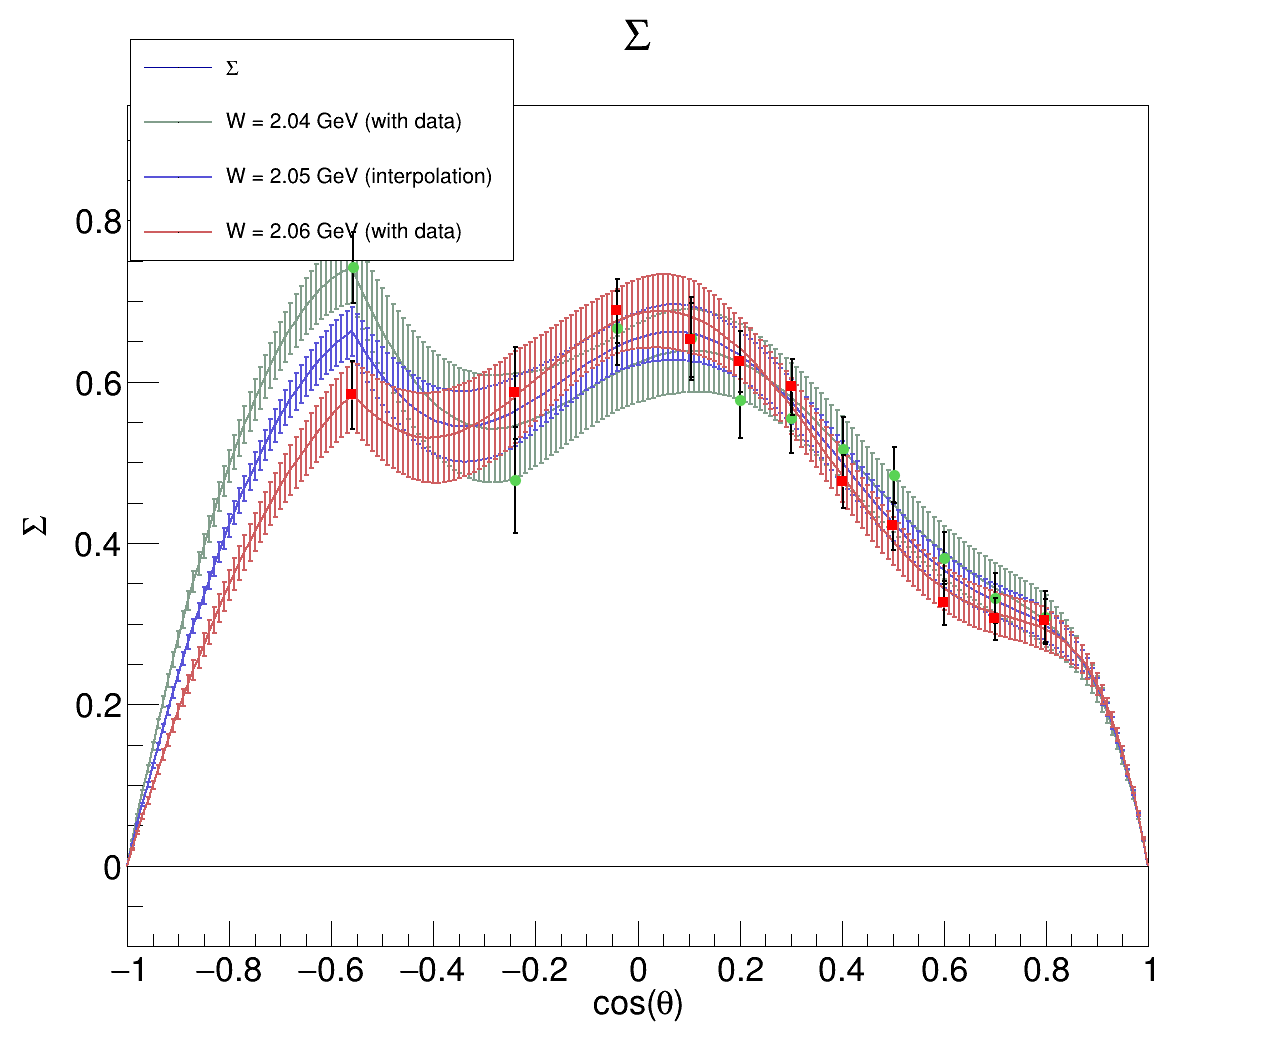 Σ
Σ
W = 2.04 GeV (with data)
W = 2.05 GeV (interpolation)
W = 2.06 GeV (with data)
0.8
0.6
0.4
0.2
0
Σ
−1 −0.8 −0.6 −0.4 −0.2 0 0.2 0.4 0.6 0.8 1
cos(θ)